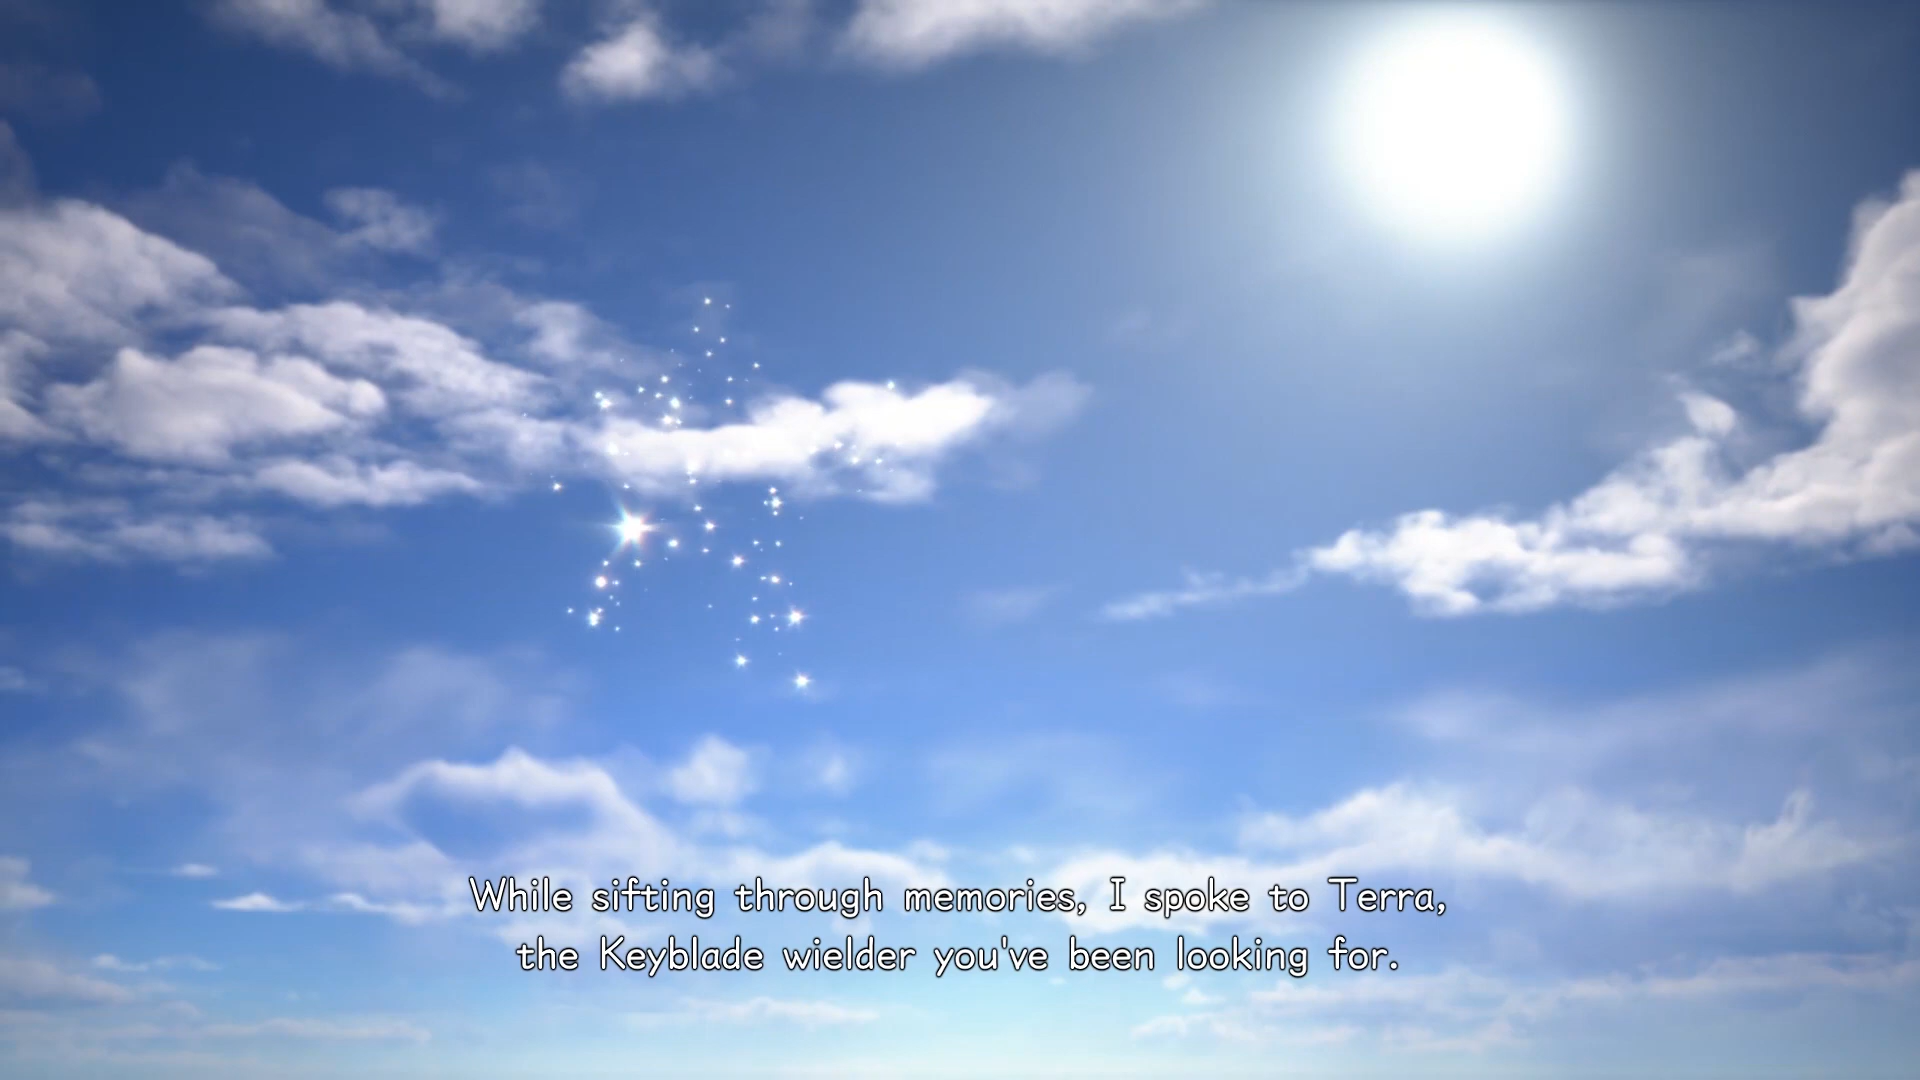 While sifting through memories, I spoke to Terra,
the Keyblade wielder you've been looking for.